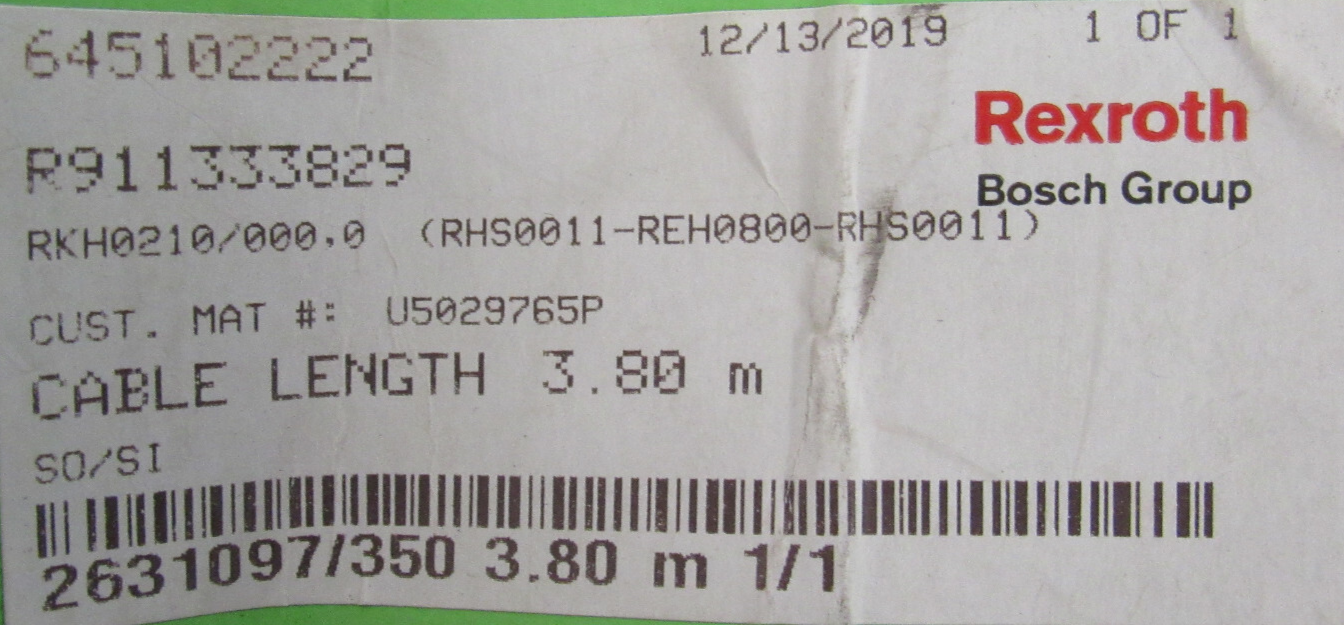 645102222 12/13/2019 1 OF 1
Rexroth
Bosch Group
R911333829
RKH0210/000,0 (RHS0011-REH0800-RHS0011)
CUST. MAT #: U5029765P
CABLE LENGTH 3.80 m
SO/SI
2631097/350 3.80 m 1/1